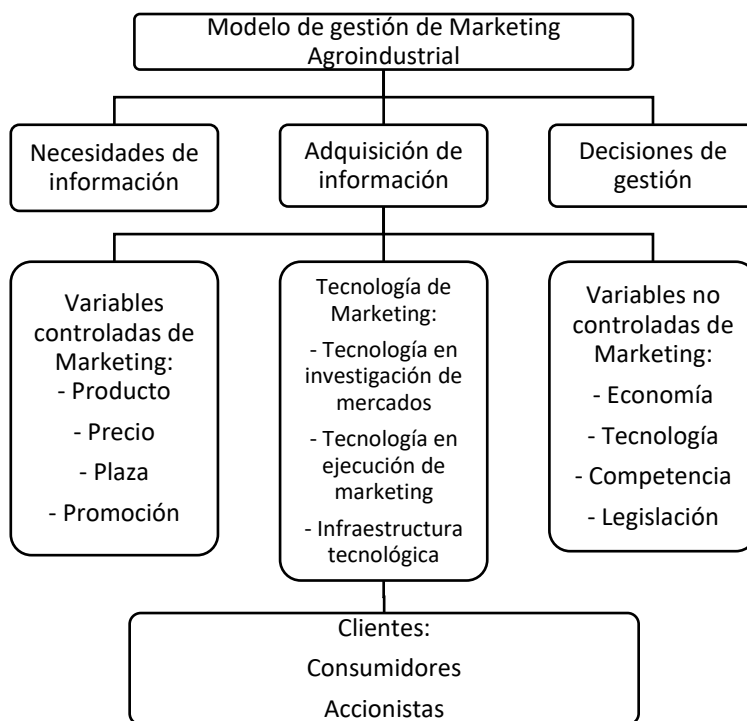 Modelo de gestión de Marketing
Agroindustrial
Necesidades de
información
Adquisición de
información
Decisiones de
gestión
Variables
controladas de
Marketing:
- Producto
- Precio
- Plaza
- Promoción
Tecnología de
Marketing:
- Tecnología en
investigación de
mercados
- Tecnología en
ejecución de
marketing
- Infraestructura
tecnológica
Variables no
controladas de
Marketing:
- Economía
- Tecnología
- Competencia
- Legislación
Clientes:
Consumidores
Accionistas